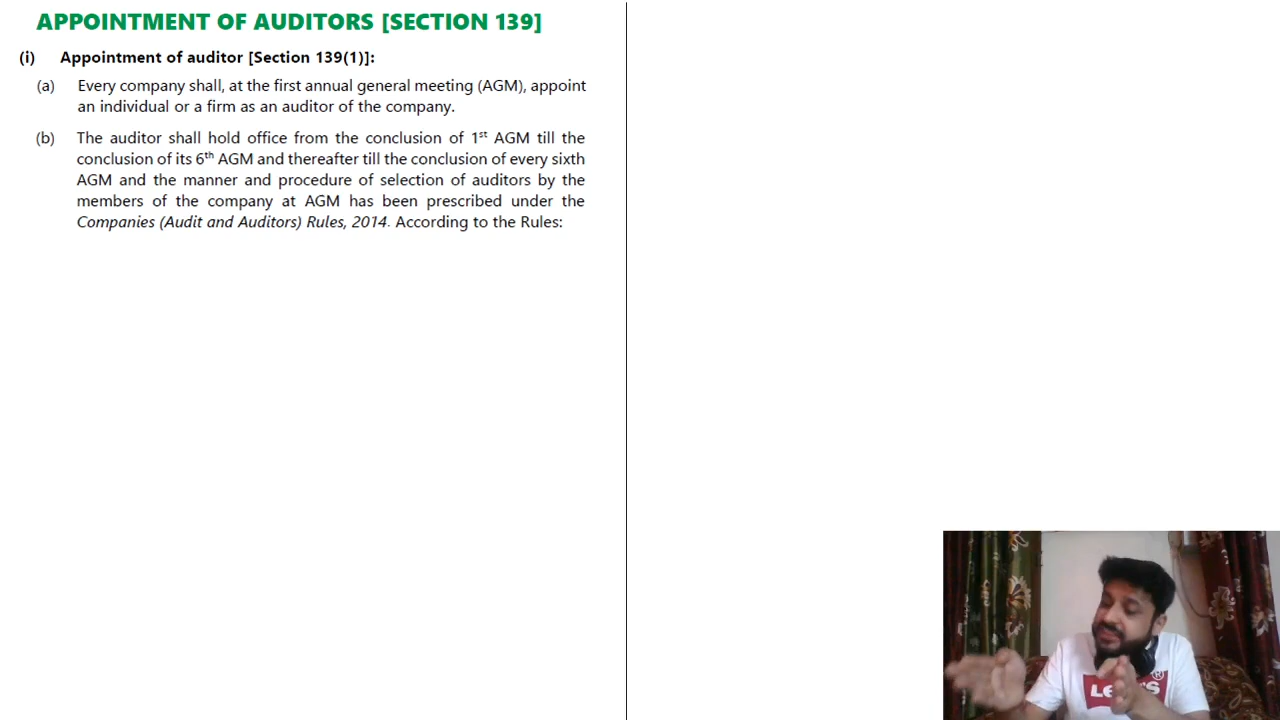 APPOINTMENT OF AUDITORS [SECTION 139]
(i) Appointment of auditor [Section 139(1)]:
(a) Every company shall, at the first annual general meeting (AGM), appoint
an individual or a firm as an auditor of the company.
(b) The auditor shall hold office from the conclusion of 1st AGM till the
conclusion of its 6th AGM and thereafter till the conclusion of every sixth
AGM and the manner and procedure of selection of auditors by the
members of the company at AGM has been prescribed under the
Companies (Audit and Auditors) Rules, 2014. According to the Rules: